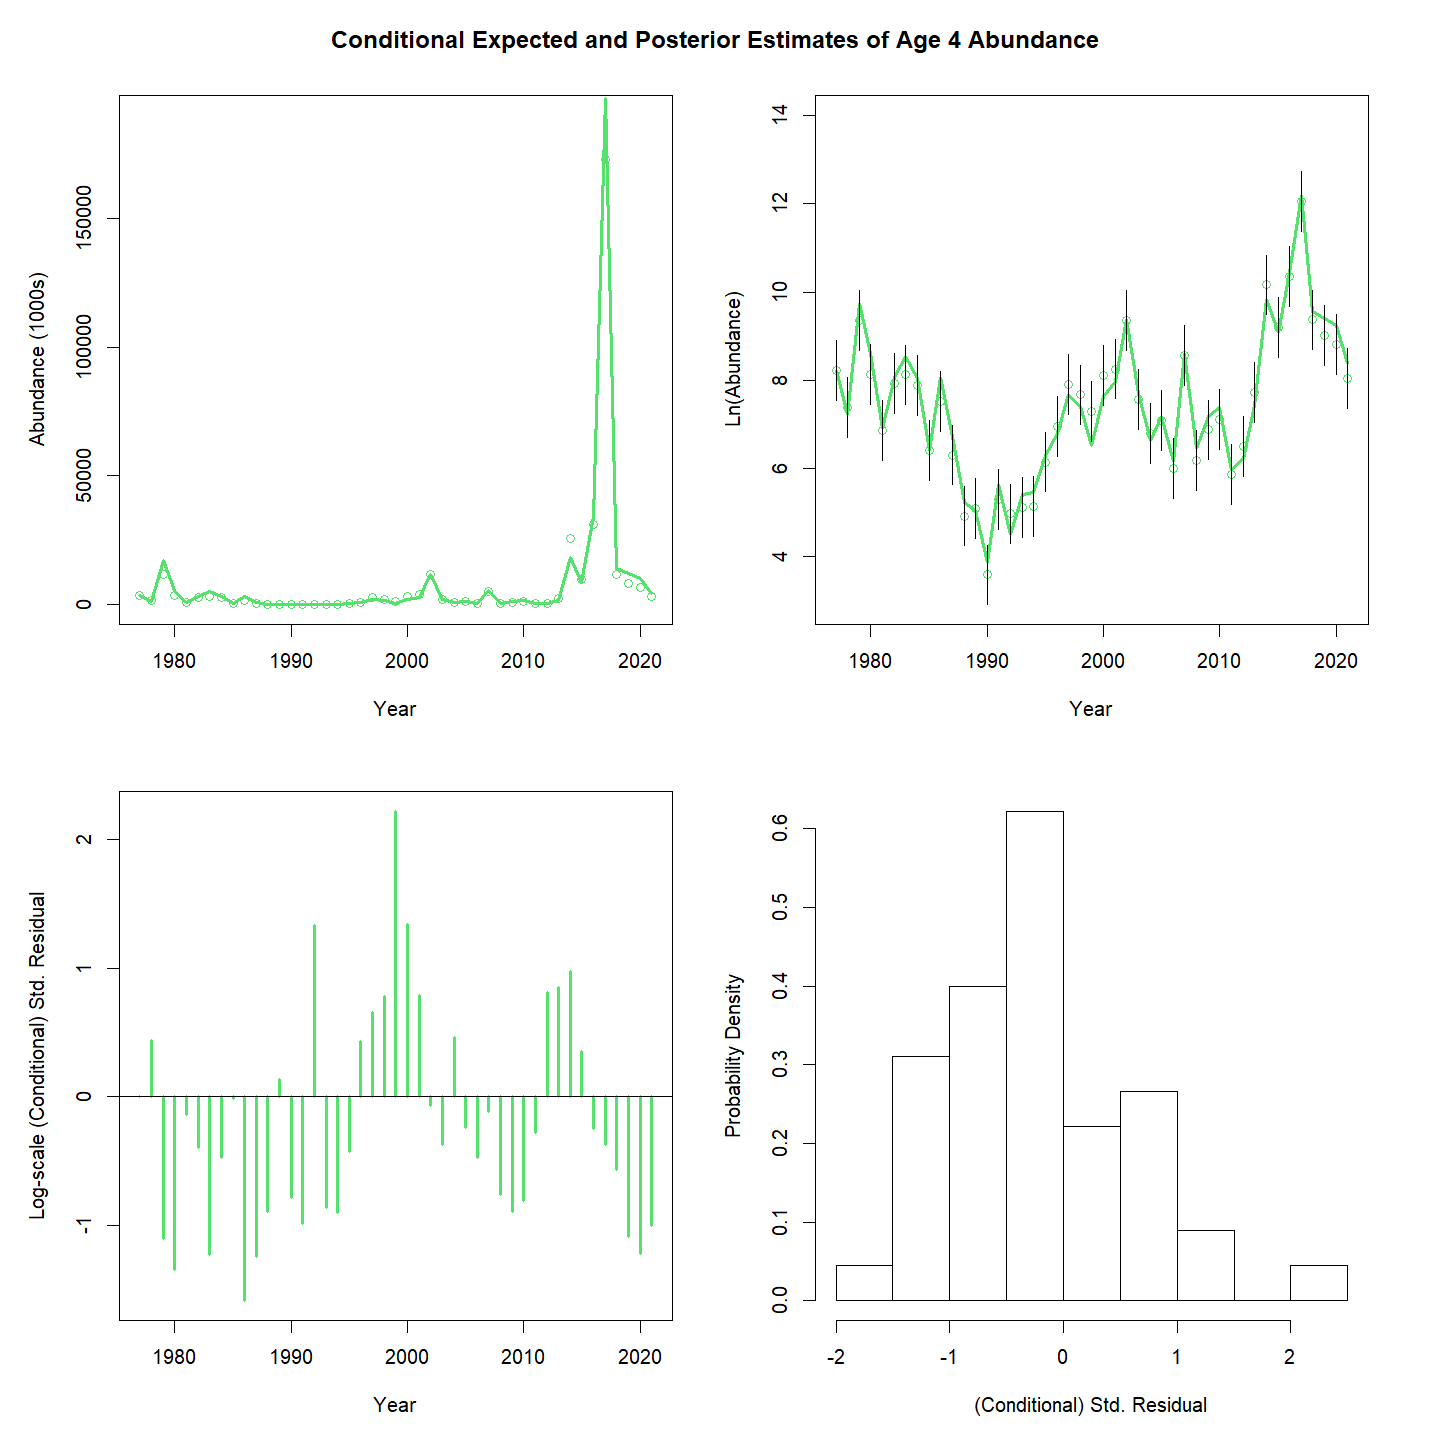 Conditional Expected and Posterior Estimates of Age 4 Abundance
Abundance (1000s)
0
50000
100000
150000
1980 1990 2000 2010 2020
Year
Ln(Abundance)
4
6
8
10
12
14
1980 1990 2000 2010 2020
Year
Log-scale (Conditional) Std. Residual
-1
0
1
2
1980 1990 2000 2010 2020
Year
Probability Density
0.0
0.1
0.2
0.3
0.4
0.5
0.6
-2 -1 0 1 2
(Conditional) Std. Residual